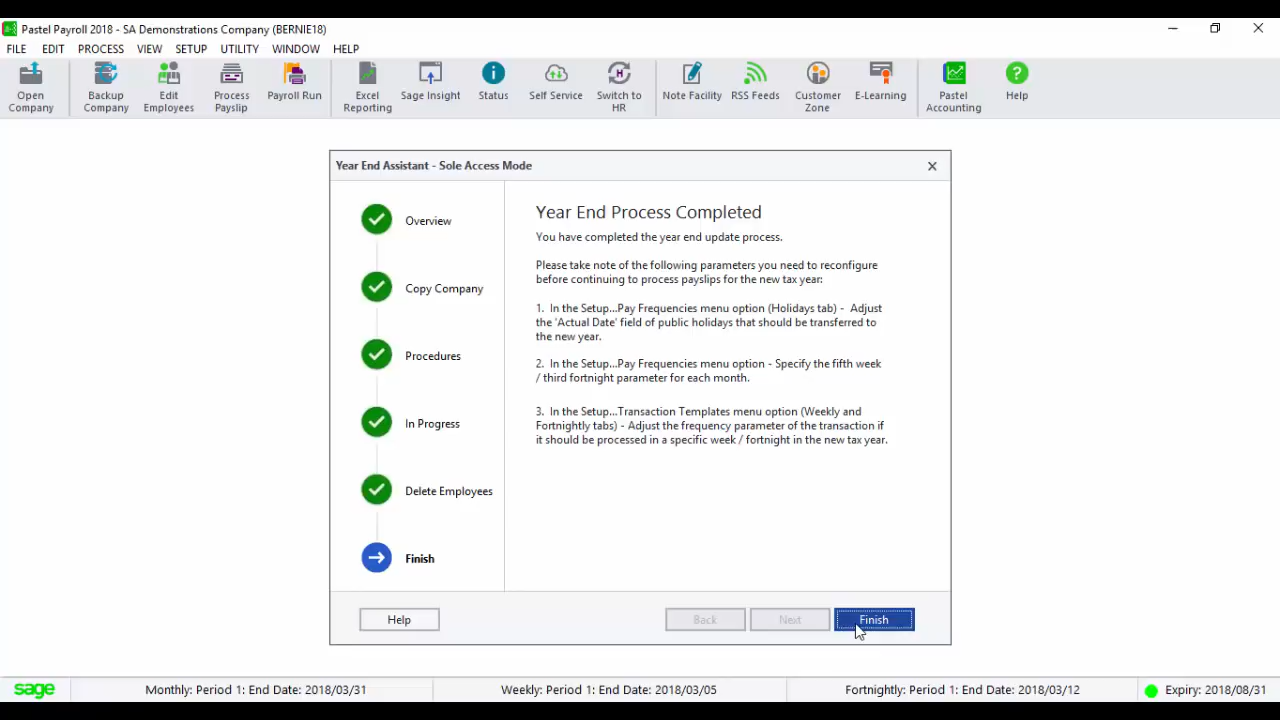 Pastel Payroll 2018 - SA Demonstrations Company (BERNIE18)
FILE EDIT PROCESS VIEW SETUP UTILITY WINDOW HELP
Open Company
Backup Company
Edit Employees
Process Payslip
Payroll Run
Excel Reporting
Sage Insight
Status
Self Service
Switch to HR
Note Facility
RSS Feeds
Customer Zone
E-Learning
Pastel Accounting
Help
Year End Assistant - Sole Access Mode
Overview
Copy Company
Procedures
In Progress
Delete Employees
Finish
Year End Process Completed
You have completed the year end update process.
Please take note of the following parameters you need to reconfigure
before continuing to process payslips for the new tax year:
1. In the Setup...Pay Frequencies menu option (Holidays tab) - Adjust
the 'Actual Date' field of public holidays that should be transferred to
the new year.
2. In the Setup...Pay Frequencies menu option - Specify the fifth week
/ third fortnight parameter for each month.
3. In the Setup...Transaction Templates menu option (Weekly and
Fortnightly tabs) - Adjust the frequency parameter of the transaction if
it should be processed in a specific week / fortnight in the new tax year.
Help Back Next Finish
sage Monthly: Period 1: End Date: 2018/03/31 Weekly: Period 1: End Date: 2018/03/05 Fortnightly: Period 1: End Date: 2018/03/12 Expiry: 2018/08/31